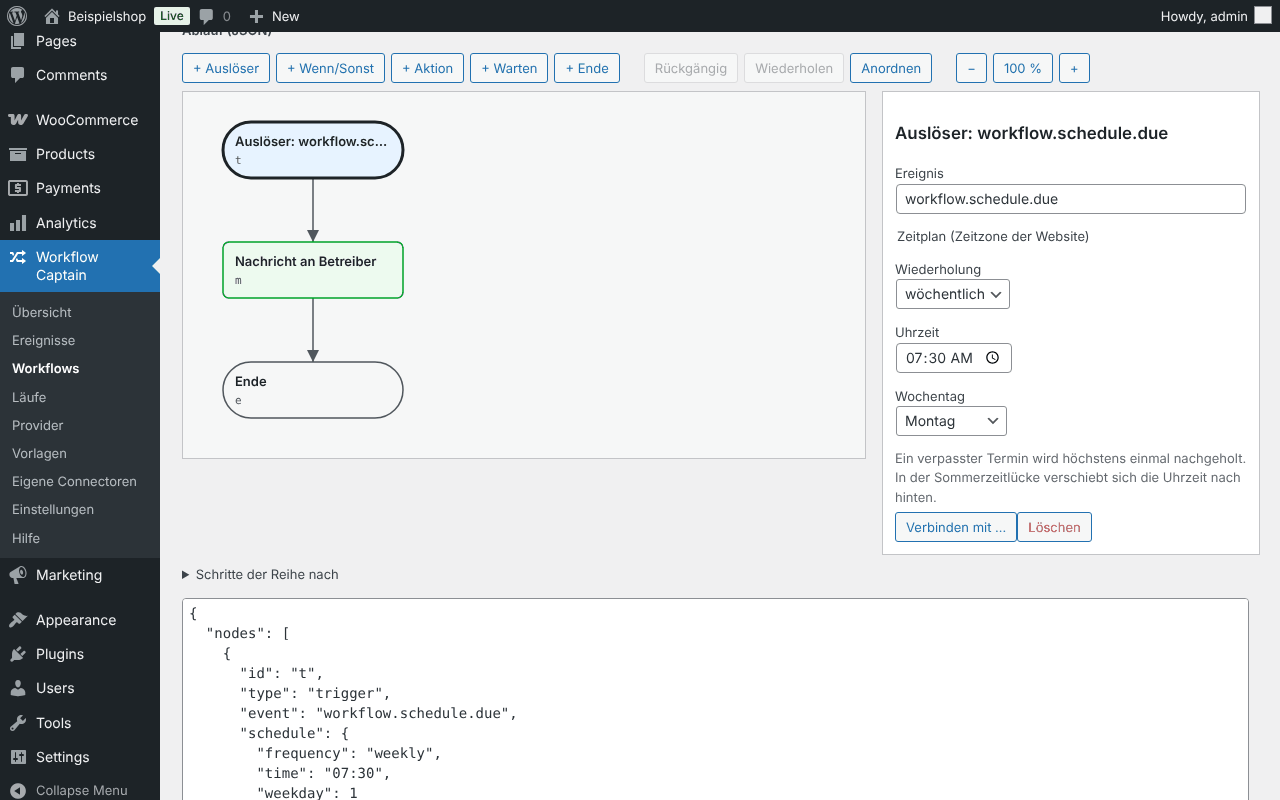 Beispielshop
Live
0
New
Howdy, admin
Pages
Comments
WooCommerce
Products
Payments
Analytics
Workflow
Captain
Übersicht
Ereignisse
Workflows
Läufe
Provider
Vorlagen
Eigene Connectoren
Einstellungen
Hilfe
Marketing
Appearance
Plugins
Users
Tools
Settings
Collapse Menu
Ablauf (JSON)
+ Auslöser
+ Wenn/Sonst
+ Aktion
+ Warten
+ Ende
Rückgängig
Wiederholen
Anordnen
−
100 %
+
Auslöser: workflow.sc…
t
Nachricht an Betreiber
m
Ende
e
Auslöser: workflow.schedule.due
Ereignis
workflow.schedule.due
Zeitplan (Zeitzone der Website)
Wiederholung
wöchentlich
Uhrzeit
07:30 AM
Wochentag
Montag
Ein verpasster Termin wird höchstens einmal nachgeholt.
In der Sommerzeitlücke verschiebt sich die Uhrzeit nach
hinten.
Verbinden mit …
Löschen
Schritte der Reihe nach
{
"nodes": [
{
"id": "t",
"type": "trigger",
"event": "workflow.schedule.due",
"schedule": {
"frequency": "weekly",
"time": "07:30",
"weekday": 1